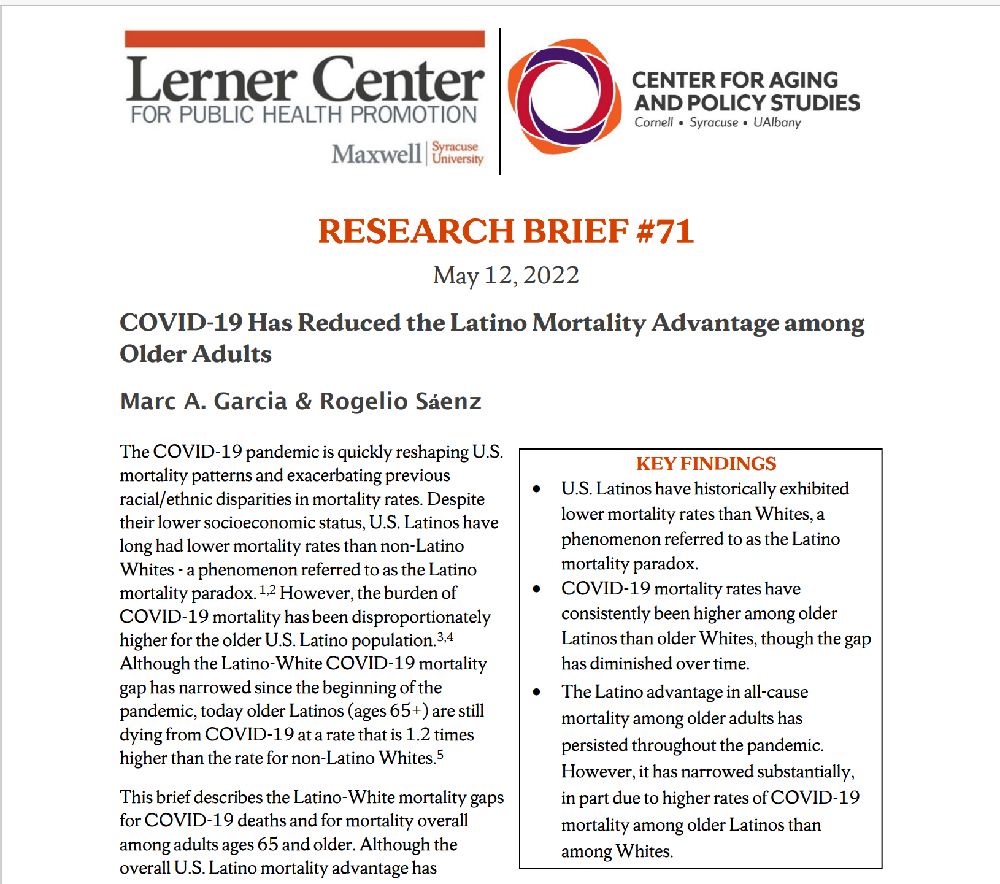 Lerner Center
FOR PUBLIC HEALTH PROMOTION
Maxwell
Syracuse
University
CENTER FOR AGING
AND POLICY STUDIES
Cornell • Syracuse • UAlbany
RESEARCH BRIEF #71
May 12, 2022
COVID-19 Has Reduced the Latino Mortality Advantage among
Older Adults
Marc A. Garcia & Rogelio Sáenz
The COVID-19 pandemic is quickly reshaping U.S.
mortality patterns and exacerbating previous
racial/ethnic disparities in mortality rates. Despite
their lower socioeconomic status, U.S. Latinos have
long had lower mortality rates than non-Latino
Whites - a phenomenon referred to as the Latino
mortality paradox. 1,2 However, the burden of
COVID-19 mortality has been disproportionately
higher for the older U.S. Latino population.3,4
Although the Latino-White COVID-19 mortality
gap has narrowed since the beginning of the
pandemic, today older Latinos (ages 65+) are still
dying from COVID-19 at a rate that is 1.2 times
higher than the rate for non-Latino Whites.5
This brief describes the Latino-White mortality gaps
for COVID-19 deaths and for mortality overall
among adults ages 65 and older. Although the
overall U.S. Latino mortality advantage has
KEY FINDINGS
• U.S. Latinos have historically exhibited
lower mortality rates than Whites, a
phenomenon referred to as the Latino
mortality paradox.
• COVID-19 mortality rates have
consistently been higher among older
Latinos than older Whites, though the gap
has diminished over time.
• The Latino advantage in all-cause
mortality among older adults has
persisted throughout the pandemic.
However, it has narrowed substantially,
in part due to higher rates of COVID-19
mortality among older Latinos than
among Whites.